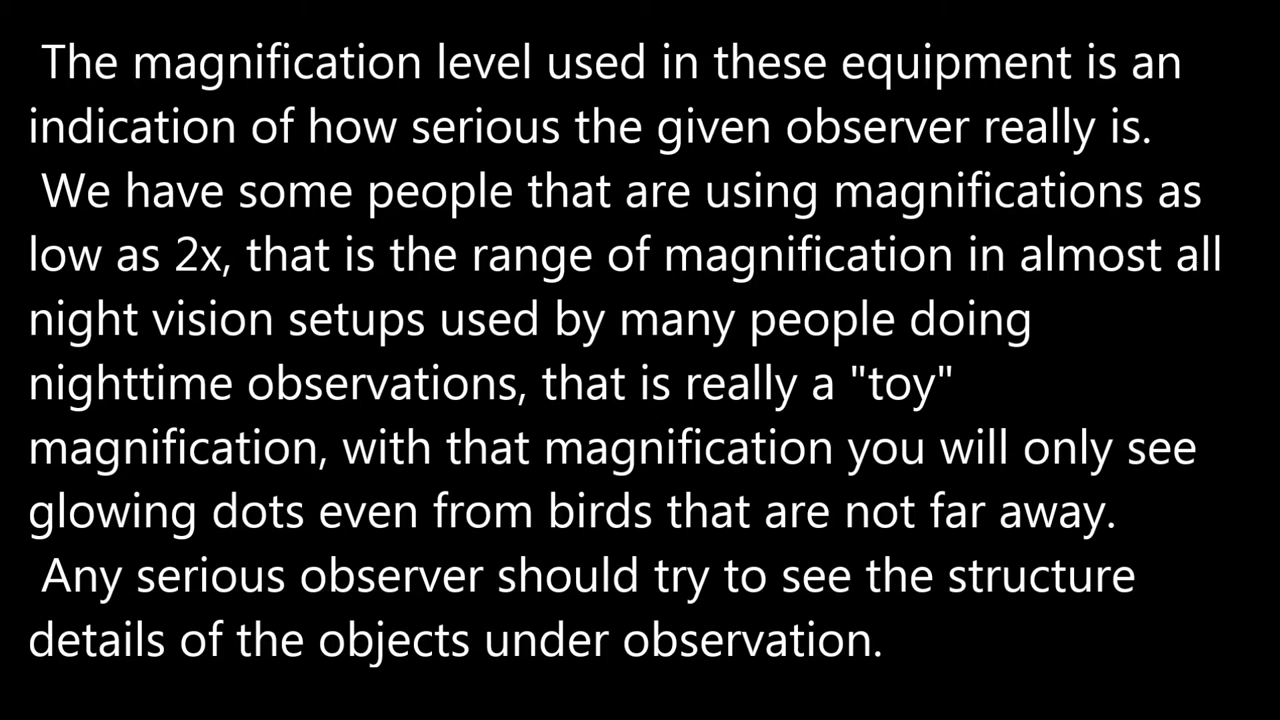 The magnification level used in these equipment is an
indication of how serious the given observer really is.
We have some people that are using magnifications as
low as 2x, that is the range of magnification in almost all
night vision setups used by many people doing
nighttime observations, that is really a "toy"
magnification, with that magnification you will only see
glowing dots even from birds that are not far away.
Any serious observer should try to see the structure
details of the objects under observation.